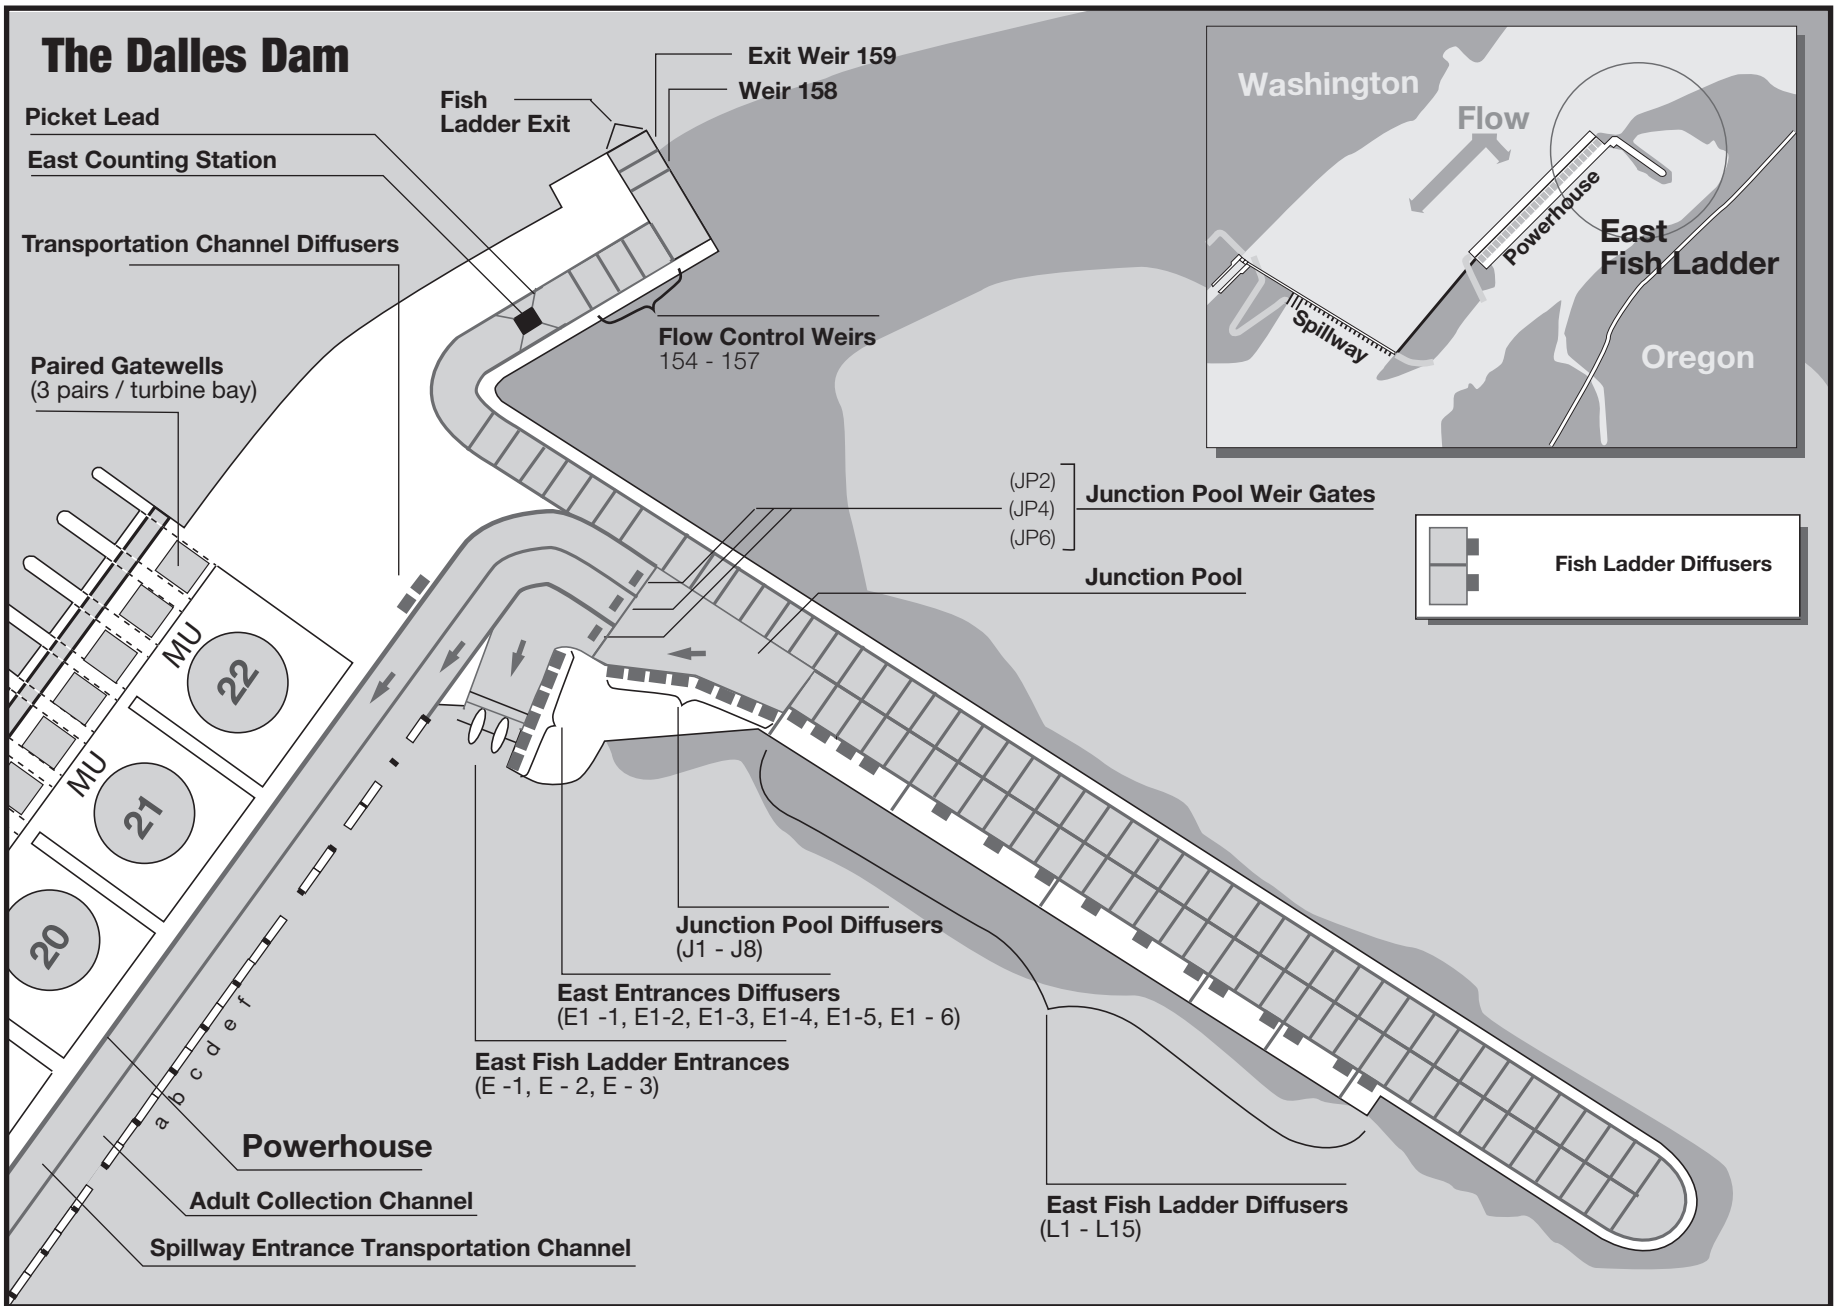 The Dalles Dam
Exit Weir 159
Weir 158
Fish
Ladder Exit
Picket Lead
East Counting Station
Transportation Channel Diffusers
Flow Control Weirs
154 - 157
Paired Gatewells
(3 pairs / turbine bay)
Washington
Flow
Powerhouse
East
Fish Ladder
Spillway
Oregon
(JP2)
(JP4)
(JP6)
Junction Pool Weir Gates
Junction Pool
Fish Ladder Diffusers
MU
22
MU
21
20
Junction Pool Diffusers
(J1 - J8)
East Entrances Diffusers
(E1 -1, E1-2, E1-3, E1-4, E1-5, E1 - 6)
East Fish Ladder Entrances
(E -1, E - 2, E - 3)
a b c d e f
Powerhouse
Adult Collection Channel
Spillway Entrance Transportation Channel
East Fish Ladder Diffusers
(L1 - L15)